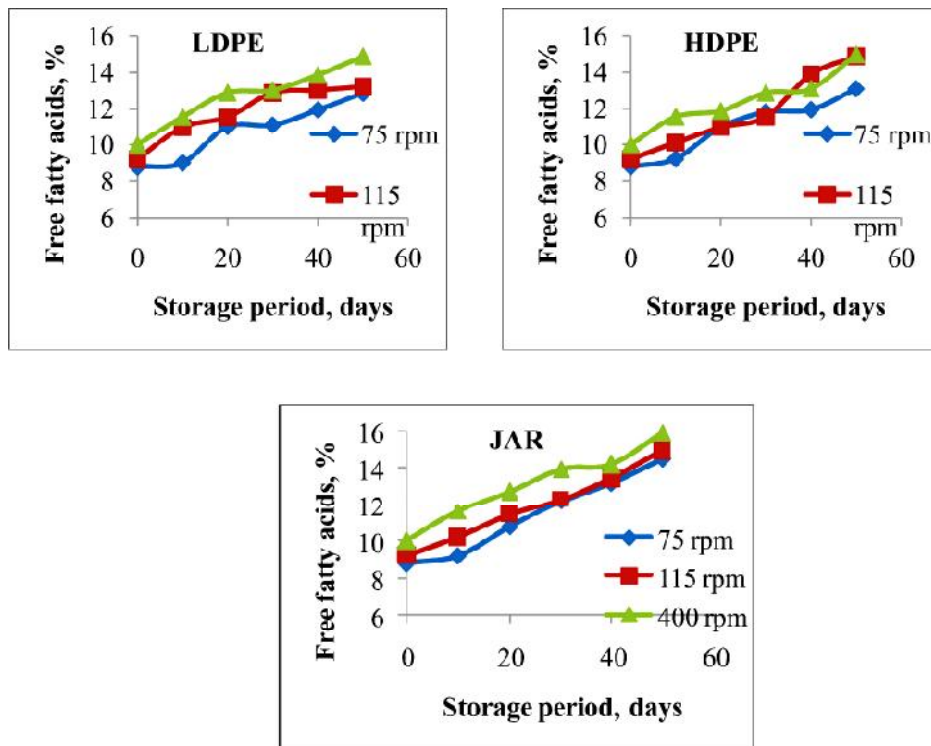 LDPE
Free fatty acids, %
16
14
12
10
8
6
0
20
40
60
Storage period, days
75 rpm
115
rpm
HDPE
Free fatty acids, %
16
14
12
10
8
6
0
20
40
60
Storage period, days
75 rpm
115
rpm
JAR
Free fatty acids, %
16
14
12
10
8
6
0
20
40
60
Storage period, days
75 rpm
115 rpm
400 rpm